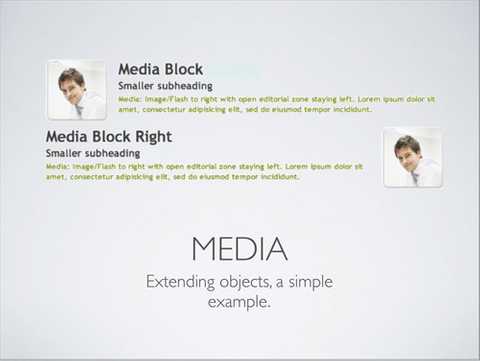 Media Block
Smaller subheading
Media: Image/Flash to right with open editorial zone staying left. Lorem ipsum dolor sit
amet, consectetur adipisicing elit, sed do eiusmod tempor incididunt.
Media Block Right
Smaller subheading
Media: Image/Flash to right with open editorial zone staying left. Lorem ipsum dolor sit
amet, consectetur adipisicing elit, sed do eiusmod tempor incididunt.
MEDIA
Extending objects, a simple
example.